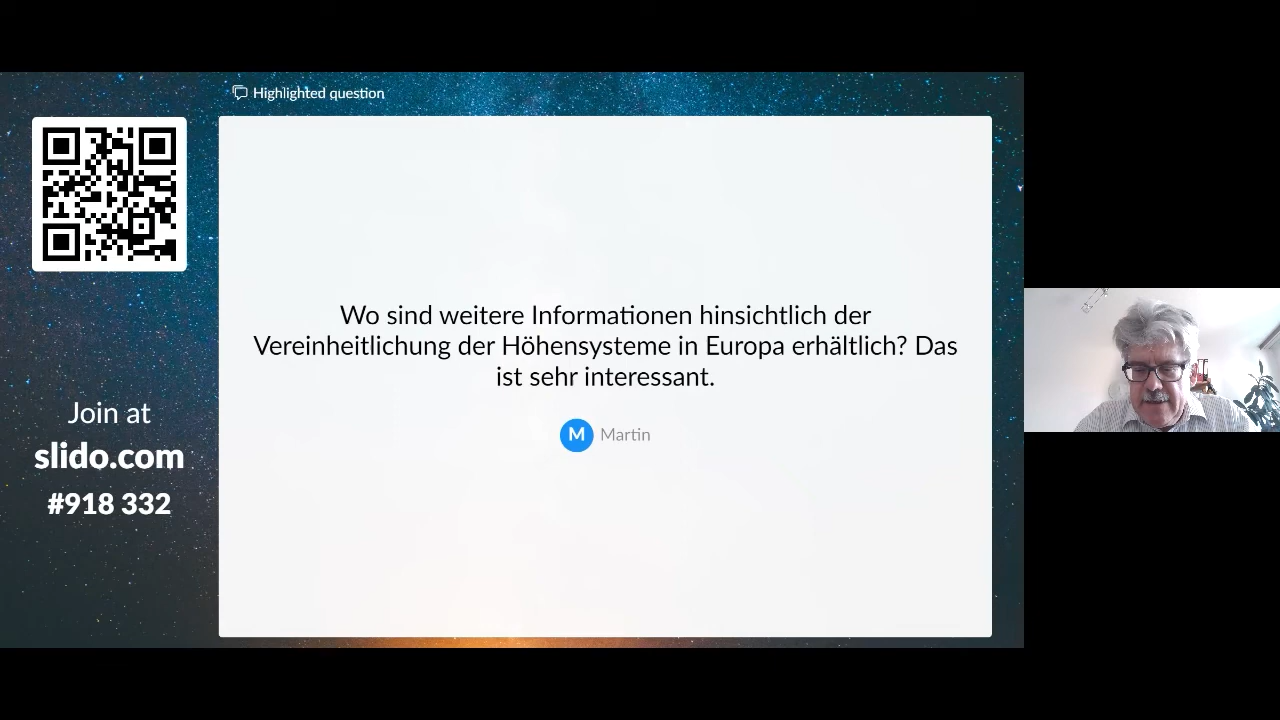 Highlighted question
Wo sind weitere Informationen hinsichtlich der
Vereinheitlichung der Höhensysteme in Europa erhältlich? Das
ist sehr interessant.
M Martin
Join at
slido.com
#918 332